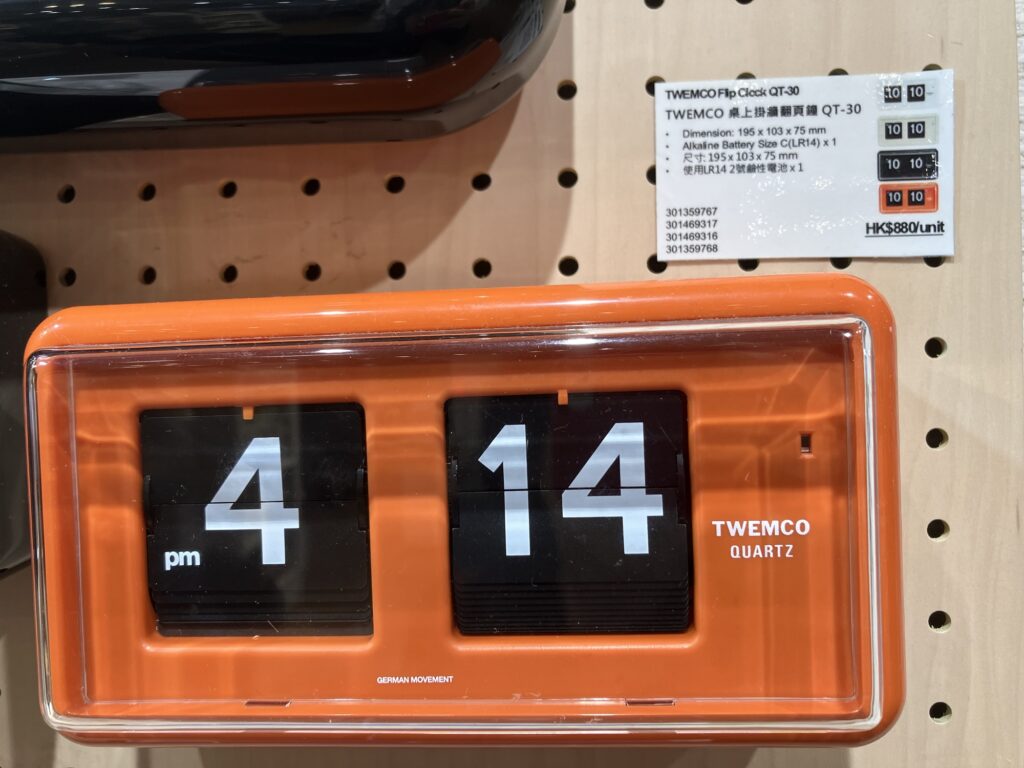 TWEMCO Flip Clock QT-30
TWEMCO 桌上掛牆翻頁鐘 QT-30
• Dimension: 195 x 103 x 75 mm
• Alkaline Battery Size C(LR14) x 1
• 尺寸: 195 x 103 x 75 mm
• 使用LR14 2號鹼性電池 x 1
301359767
301469317
301469316
301359768
10 10
10 10
10 10
10 10
HK$880/unit
4 14
pm
TWEMCO
QUARTZ
GERMAN MOVEMENT